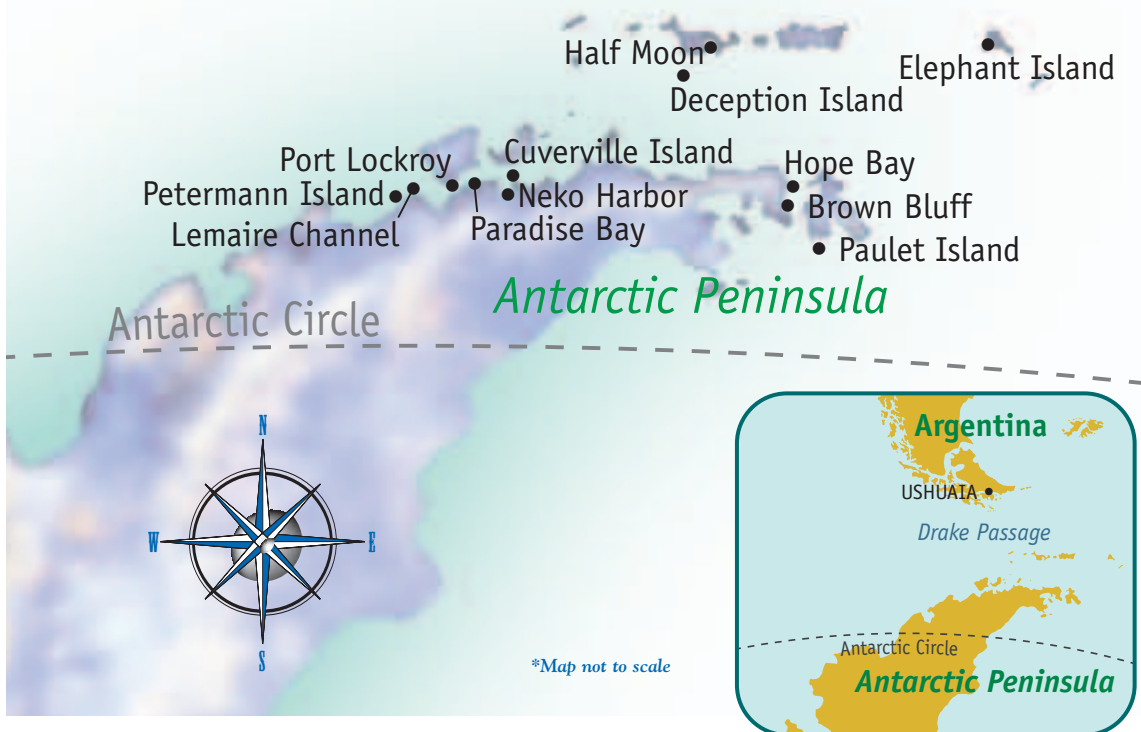 Half Moon
Elephant Island
Deception Island
Port Lockroy
Cuverville Island
Hope Bay
Petermann Island
Neko Harbor
Brown Bluff
Lemaire Channel
Paradise Bay
Paulet Island
Antarctic Peninsula
Antarctic Circle
N
W
E
S
*Map not to scale
Argentina
USHUAIA
Drake Passage
Antarctic Circle
Antarctic Peninsula